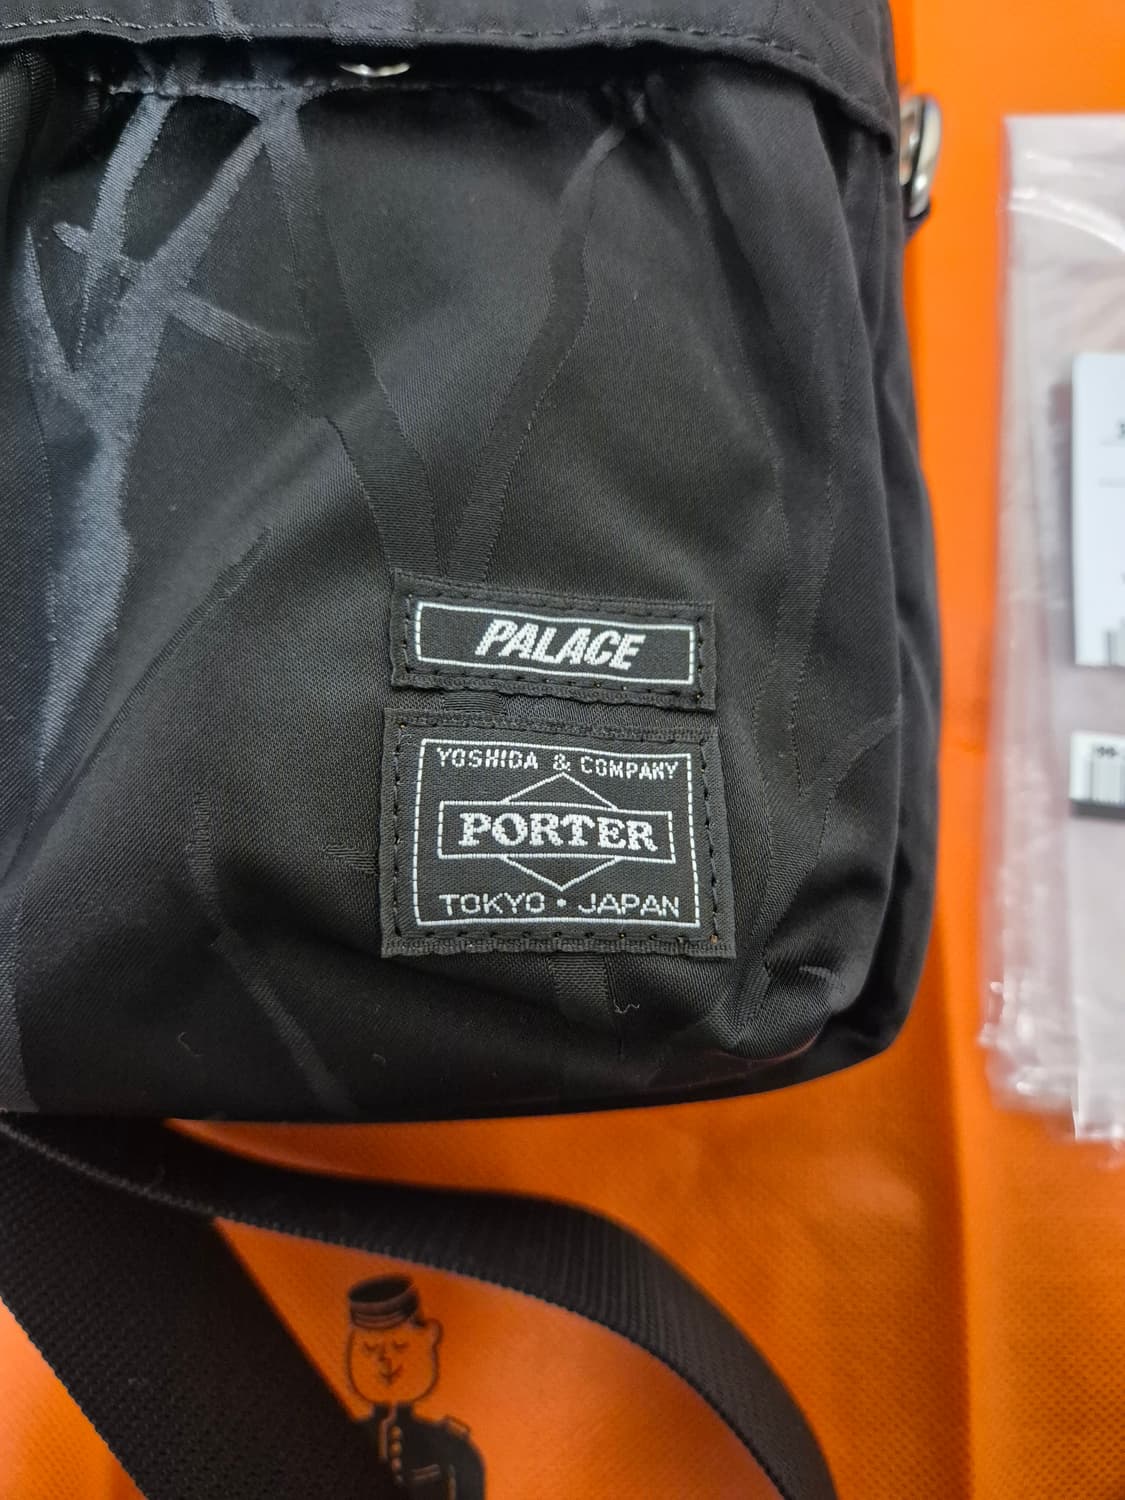 PALACE
YOSHIDA & COMPANY
PORTER
TOKYO • JAPAN